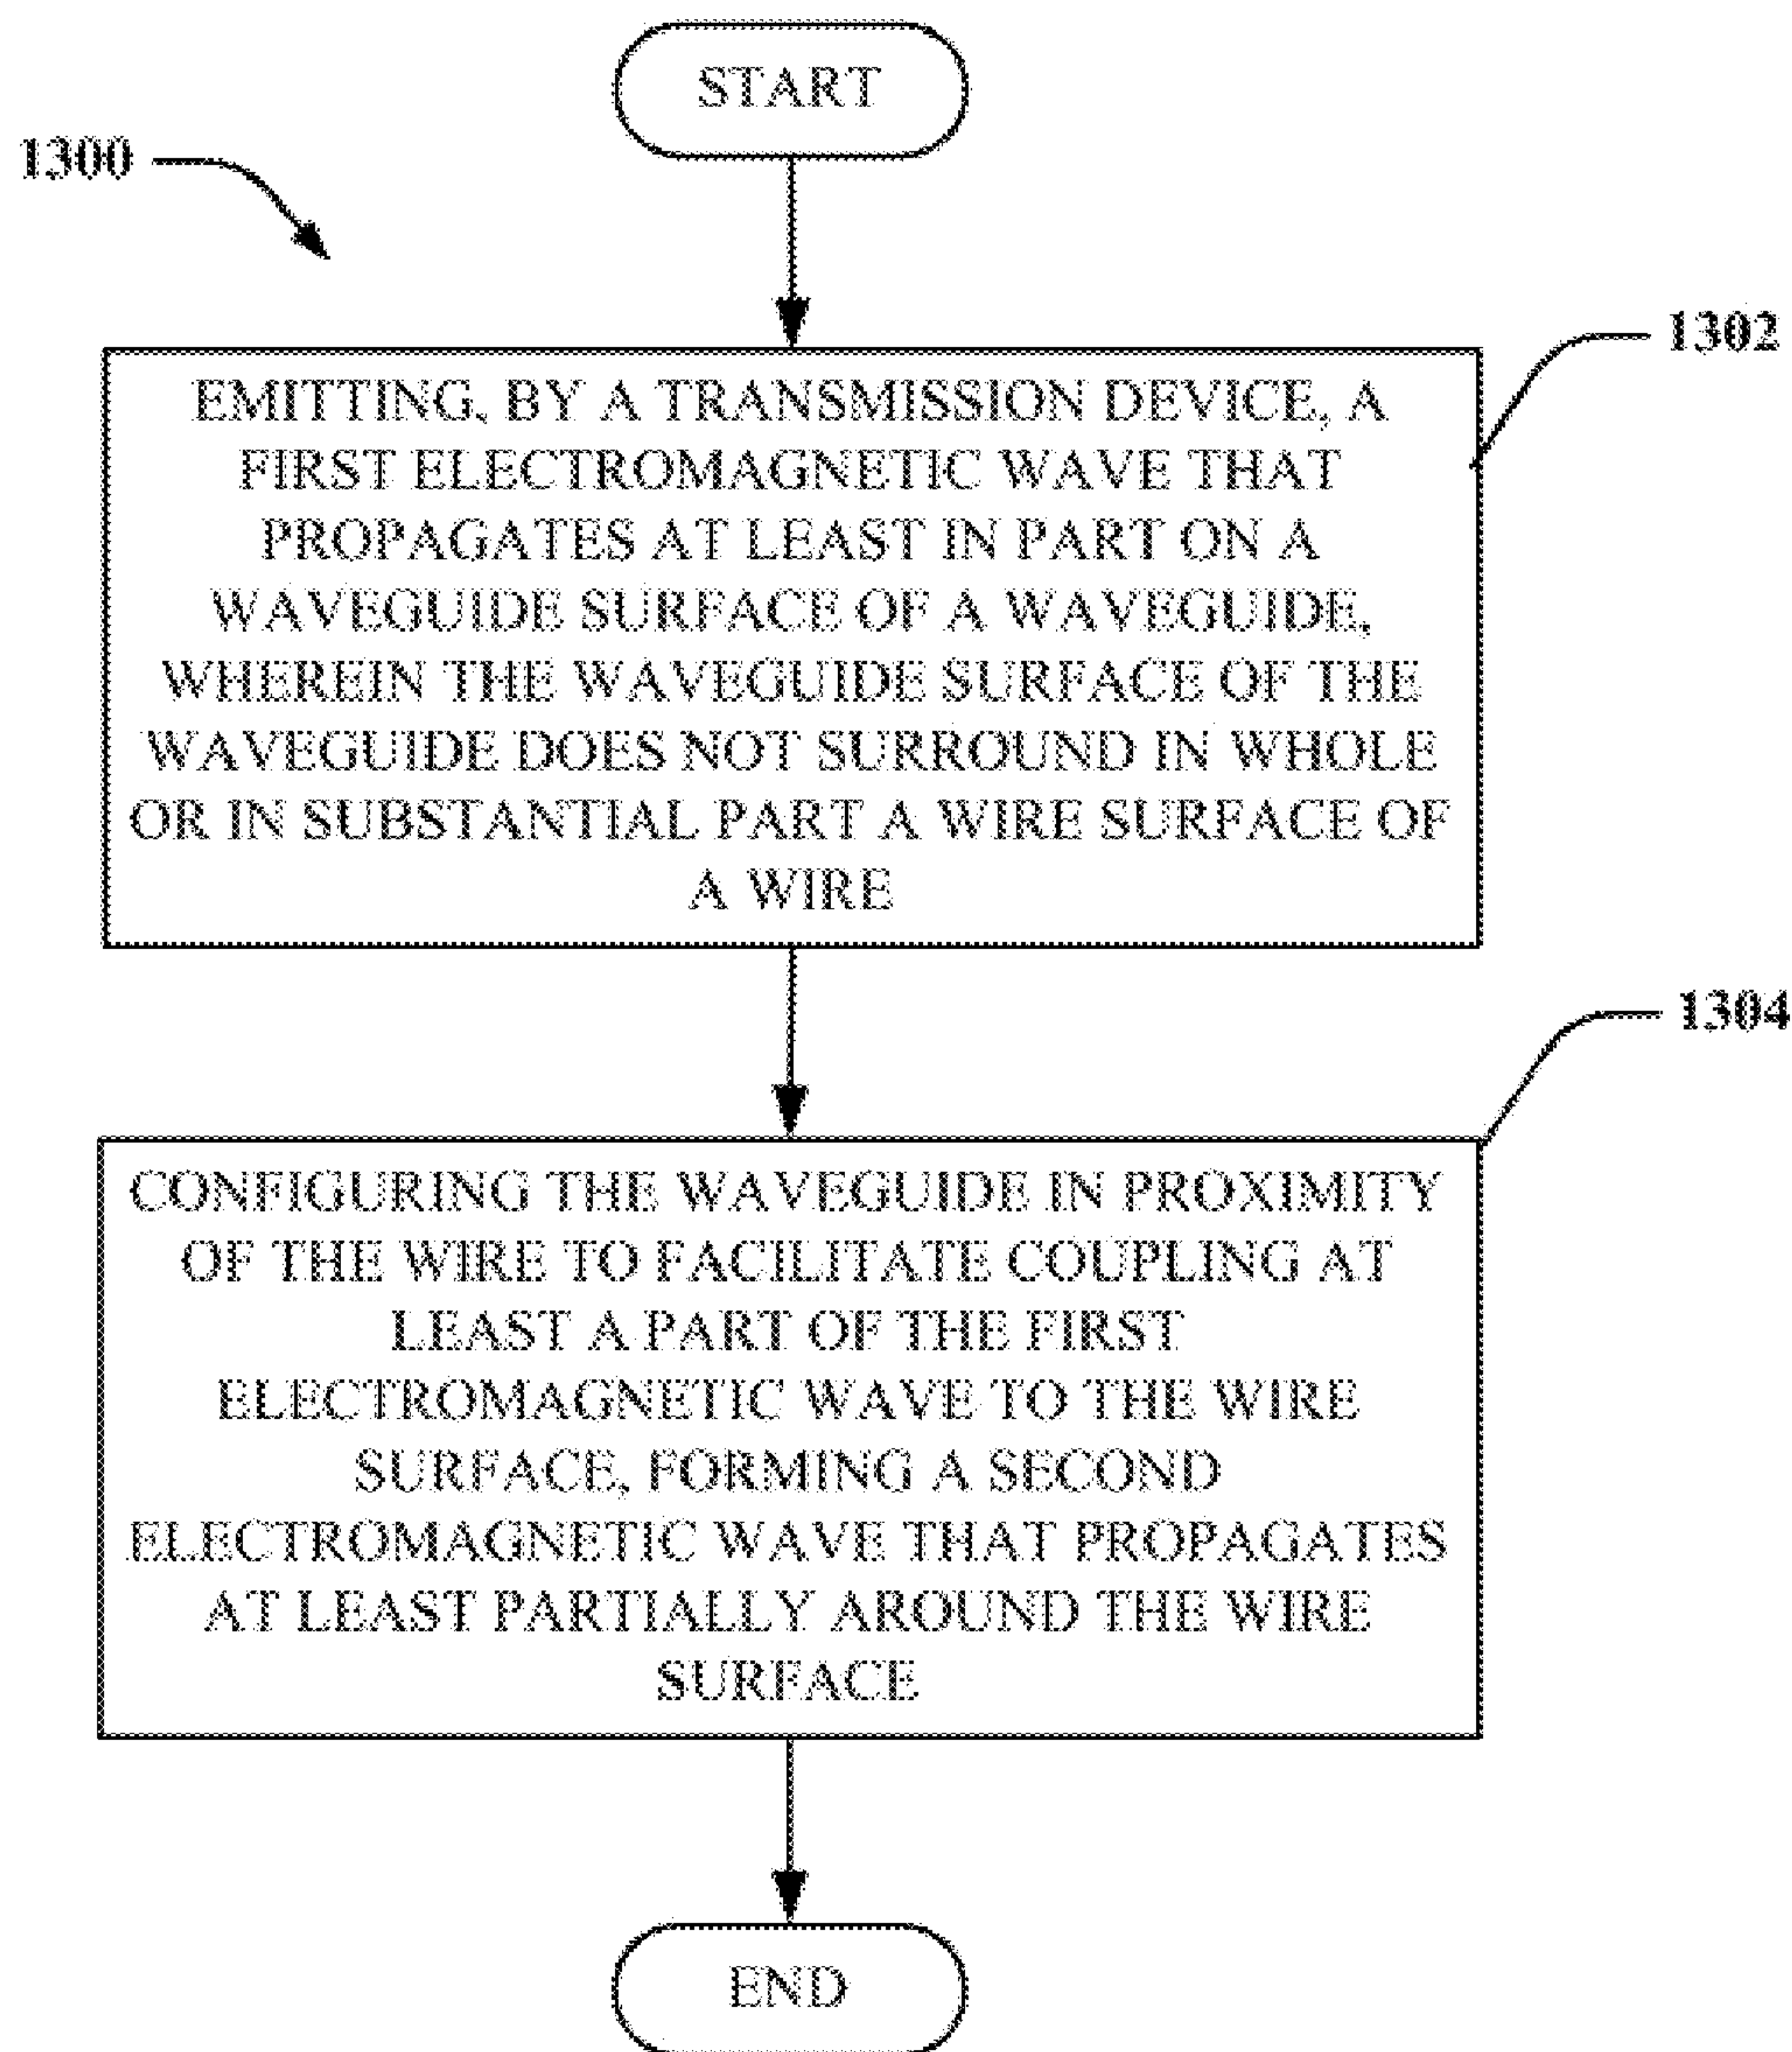 START
1300
1302
EMITTING, BY A TRANSMISSION DEVICE, A
FIRST ELECTROMAGNETIC WAVE THAT
PROPAGATES AT LEAST IN PART ON A
WAVEGUIDE SURFACE OF A WAVEGUIDE,
WHEREIN THE WAVEGUIDE SURFACE OF THE
WAVEGUIDE DOES NOT SURROUND IN WHOLE
OR IN SUBSTANTIAL PART A WIRE SURFACE OF
A WIRE
1304
CONFIGURING THE WAVEGUIDE IN PROXIMITY
OF THE WIRE TO FACILITATE COUPLING AT
LEAST A PART OF THE FIRST
ELECTROMAGNETIC WAVE TO THE WIRE
SURFACE, FORMING A SECOND
ELECTROMAGNETIC WAVE THAT PROPAGATES
AT LEAST PARTIALLY AROUND THE WIRE
SURFACE
END